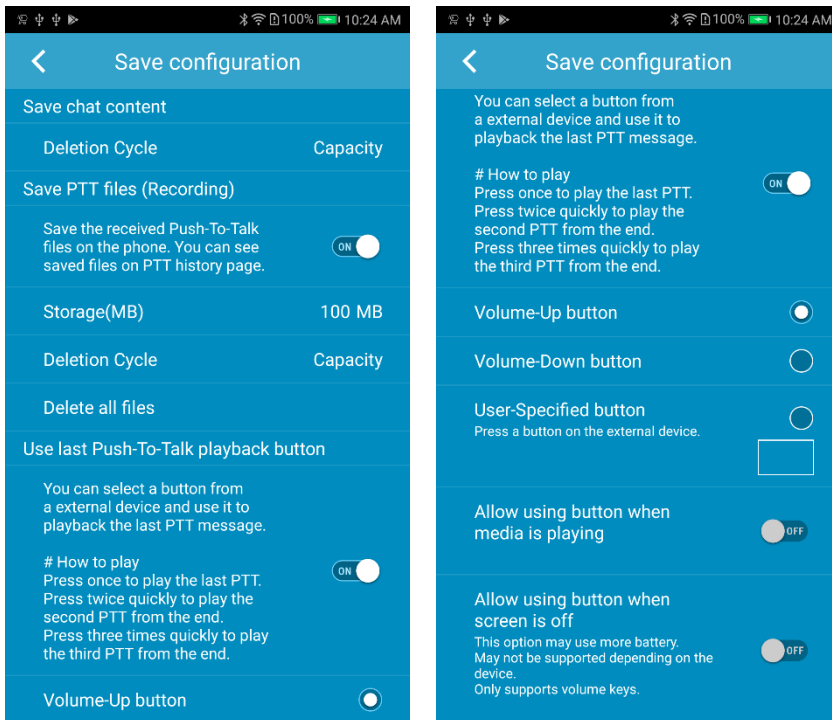 100% 10:24 AM
Save configuration
Save chat content
Deletion Cycle Capacity
Save PTT files (Recording)
Save the received Push-To-Talk
files on the phone. You can see
saved files on PTT history page.
ON
Storage(MB) 100 MB
Deletion Cycle Capacity
Delete all files
Use last Push-To-Talk playback button
You can select a button from
a external device and use it to
playback the last PTT message.
# How to play
Press once to play the last PTT.
Press twice quickly to play the
second PTT from the end.
Press three times quickly to play
the third PTT from the end.
ON
Volume-Up button
100% 10:24 AM
Save configuration
You can select a button from
a external device and use it to
playback the last PTT message.
# How to play
Press once to play the last PTT.
Press twice quickly to play the
second PTT from the end.
Press three times quickly to play
the third PTT from the end.
ON
Volume-Up button
Volume-Down button
User-Specified button
Press a button on the external device.
Allow using button when
media is playing
OFF
Allow using button when
screen is off
This option may use more battery.
May not be supported depending on the
device.
Only supports volume keys.
OFF